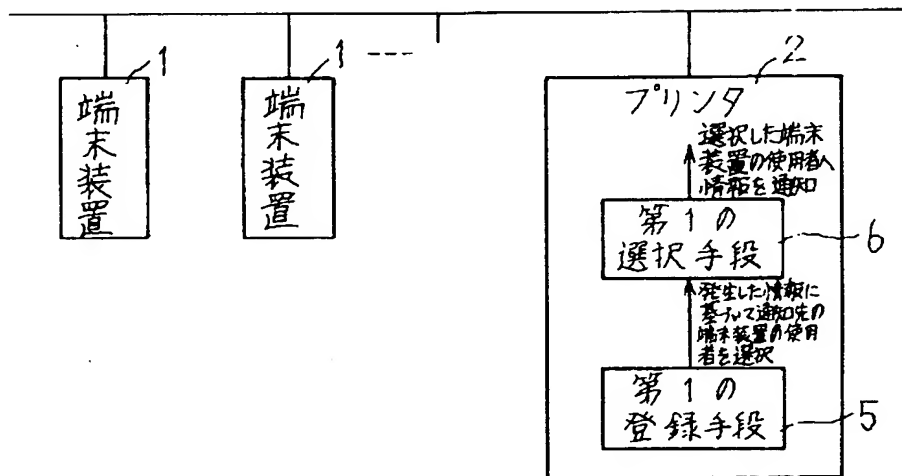 1
端末装置
1
端末装置
2
プリンタ
選択した端末
装置の使用者へ
情報を通知
第1の
選択手段
6
発生した情報に
基づいて通知先の
端末装置の使用
者を選択
第1の
登録手段
5